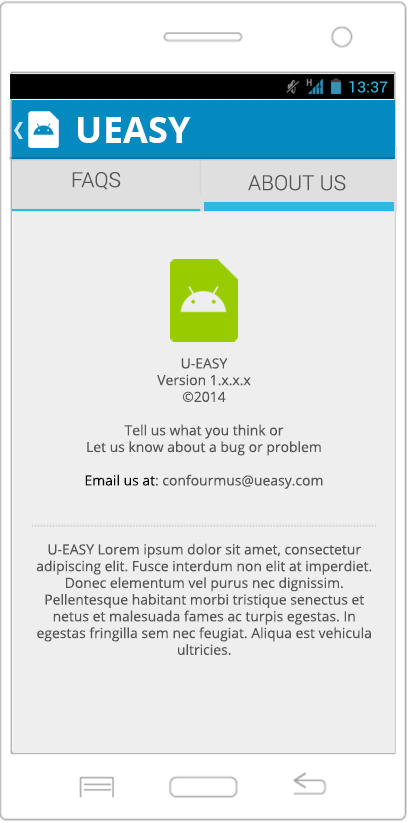 H 13:37
UEASY
FAQS
ABOUT US
U-EASY
Version 1.x.x.x
©2014
Tell us what you think or
Let us know about a bug or problem
Email us at: confourmus@ueasy.com
U-EASY Lorem ipsum dolor sit amet, consectetur
adipiscing elit. Fusce interdum non elit at imperdiet.
Donec elementum vel purus nec dignissim.
Pellentesque habitant morbi tristique senectus et
netus et malesuada fames ac turpis egestas. In
egestas fringilla sem nec feugiat. Aliqua est vehicula
ultricies.